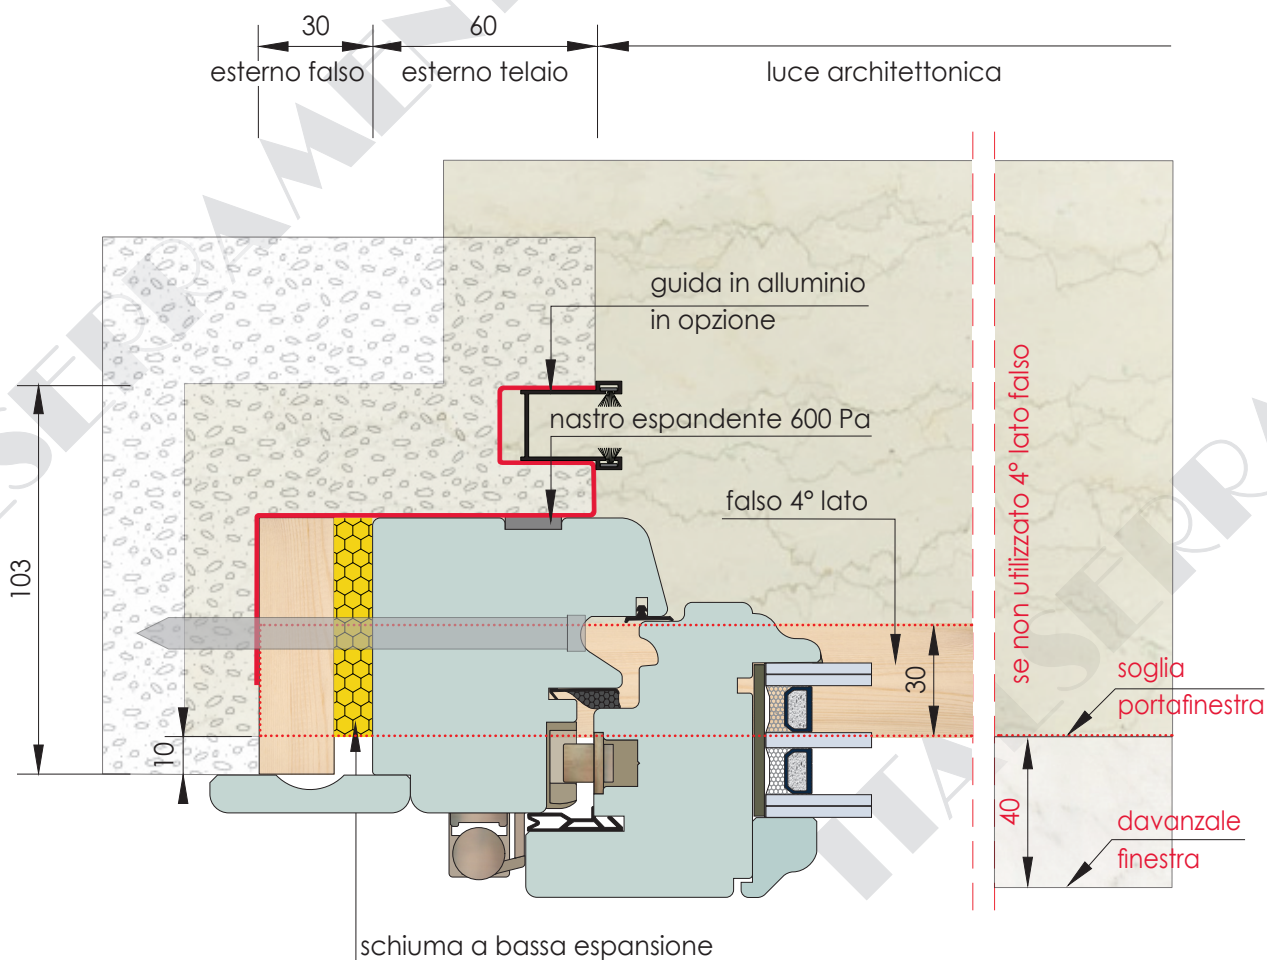 30
60
esterno falso
esterno telaio
luce architettonica
guida in alluminio
in opzione
nastro espandente 600 Pa
falso 4° lato
se non utilizzato 4° lato falso
103
30
10
soglia
portafinestra
40
davanzale
finestra
schiuma a bassa espansione